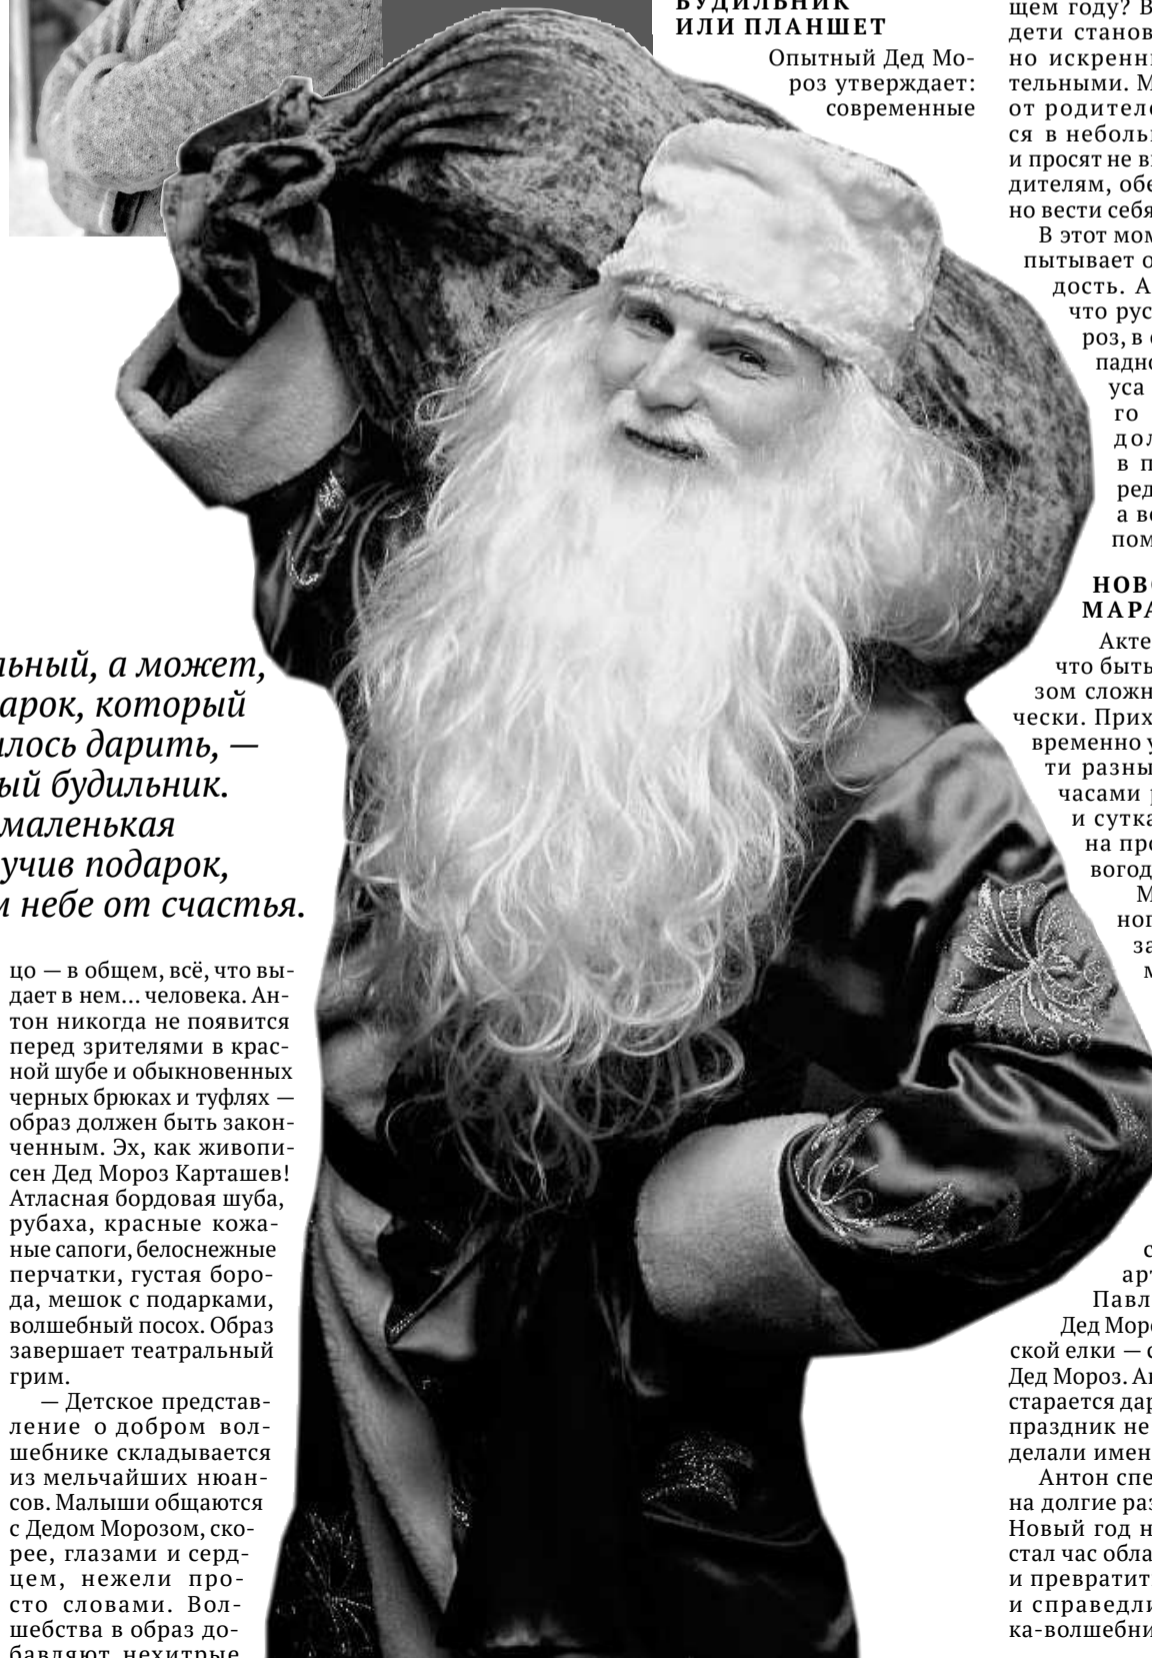 льный, а может,
арок, который
илось дарить, —
ый будильник.
маленькая
учив подарок,
м небе от счастья.
цо — в общем, всё, что вы-
дает в нем... человека. Ан-
тон никогда не появится
перед зрителями в крас-
ной шубе и обыкновенных
черных брюках и туфлях —
образ должен быть закон-
ченным. Эх, как живопи-
сен Дед Мороз Карташев!
Атласная бордовая шуба,
рубаха, красные кожа-
ные сапоги, белоснежные
перчатки, густая боро-
да, мешок с подарками,
волшебный посох. Образ
завершает театральный
грим.
— Детское представ-
ление о добром вол-
шебнике складывается
из мельчайших нюан-
сов. Малыши общаются
с Дедом Морозом, ско-
рее, глазами и серд-
цем, нежели про-
сто словами. Вол-
шебства в образ до-
бавляют нехитрые
БУДИЛЬНИК
ИЛИ ПЛАНШЕТ
Опытный Дед Мо-
роз утверждает:
современные
щем году? В
дети станов
но искренни
тельными. М
от родителе
ся в неболь
и просят не в
дителям, обе
но вести себя
В этот мом
пытывает о
дость. А
что рус
роз, в
падно
уса
го
дол
в п
ред
а во
пом
НОВО
МАРА
Акте
что быть
зом сложн
чески. Прих
временно у
ти разны
часами р
и сутка
на про
вогод
М
ног
за
м
с
арт
Павл
Дед Моро
ской елки — с
Дед Мороз. Ан
старается дар
праздник не
делали имен
Антон спе
на долгие раз
Новый год н
стал час обла
и превратит
и справедли
ка-волшебни